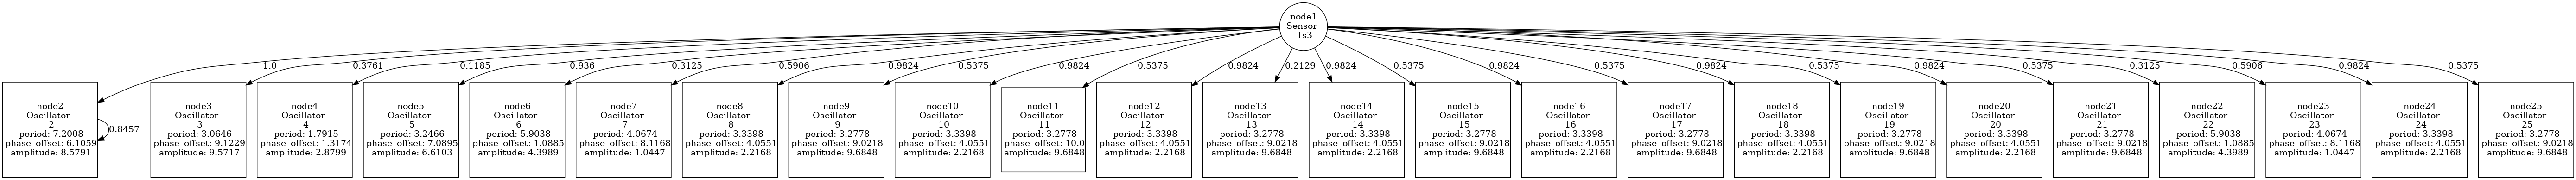 node1
Sensor
1s3
1.0
0.3761
0.1185
0.936
-0.3125
0.5906
0.9824
-0.5375
0.9824
-0.5375
0.9824
0.2129
0.9824
-0.5375
0.9824
-0.5375
0.9824
-0.5375
0.9824
-0.5375
-0.3125
0.5906
0.9824
-0.5375
node2
Oscillator
2
period: 7.2008
phase_offset: 6.1059
amplitude: 8.5791
0.8457
node3
Oscillator
3
period: 3.0646
phase_offset: 9.1229
amplitude: 9.5717
node4
Oscillator
4
period: 1.7915
phase_offset: 1.3174
amplitude: 2.8799
node5
Oscillator
5
period: 3.2466
phase_offset: 7.0895
amplitude: 6.6103
node6
Oscillator
6
period: 5.9038
phase_offset: 1.0885
amplitude: 4.3989
node7
Oscillator
7
period: 4.0674
phase_offset: 8.1168
amplitude: 1.0447
node8
Oscillator
8
period: 3.3398
phase_offset: 4.0551
amplitude: 2.2168
node9
Oscillator
9
period: 3.2778
phase_offset: 9.0218
amplitude: 9.6848
node10
Oscillator
10
period: 3.3398
phase_offset: 4.0551
amplitude: 2.2168
node11
Oscillator
11
period: 3.2778
phase_offset: 10.0
amplitude: 9.6848
node12
Oscillator
12
period: 3.3398
phase_offset: 4.0551
amplitude: 2.2168
node13
Oscillator
13
period: 3.2778
phase_offset: 9.0218
amplitude: 9.6848
node14
Oscillator
14
period: 3.3398
phase_offset: 4.0551
amplitude: 2.2168
node15
Oscillator
15
period: 3.2778
phase_offset: 9.0218
amplitude: 9.6848
node16
Oscillator
16
period: 3.3398
phase_offset: 4.0551
amplitude: 2.2168
node17
Oscillator
17
period: 3.2778
phase_offset: 9.0218
amplitude: 9.6848
node18
Oscillator
18
period: 3.3398
phase_offset: 4.0551
amplitude: 2.2168
node19
Oscillator
19
period: 3.2778
phase_offset: 9.0218
amplitude: 9.6848
node20
Oscillator
20
period: 3.3398
phase_offset: 4.0551
amplitude: 2.2168
node21
Oscillator
21
period: 3.2778
phase_offset: 9.0218
amplitude: 9.6848
node22
Oscillator
22
period: 5.9038
phase_offset: 1.0885
amplitude: 4.3989
node23
Oscillator
23
period: 4.0674
phase_offset: 8.1168
amplitude: 1.0447
node24
Oscillator
24
period: 3.3398
phase_offset: 4.0551
amplitude: 2.2168
node25
Oscillator
25
period: 3.2778
phase_offset: 9.0218
amplitude: 9.6848